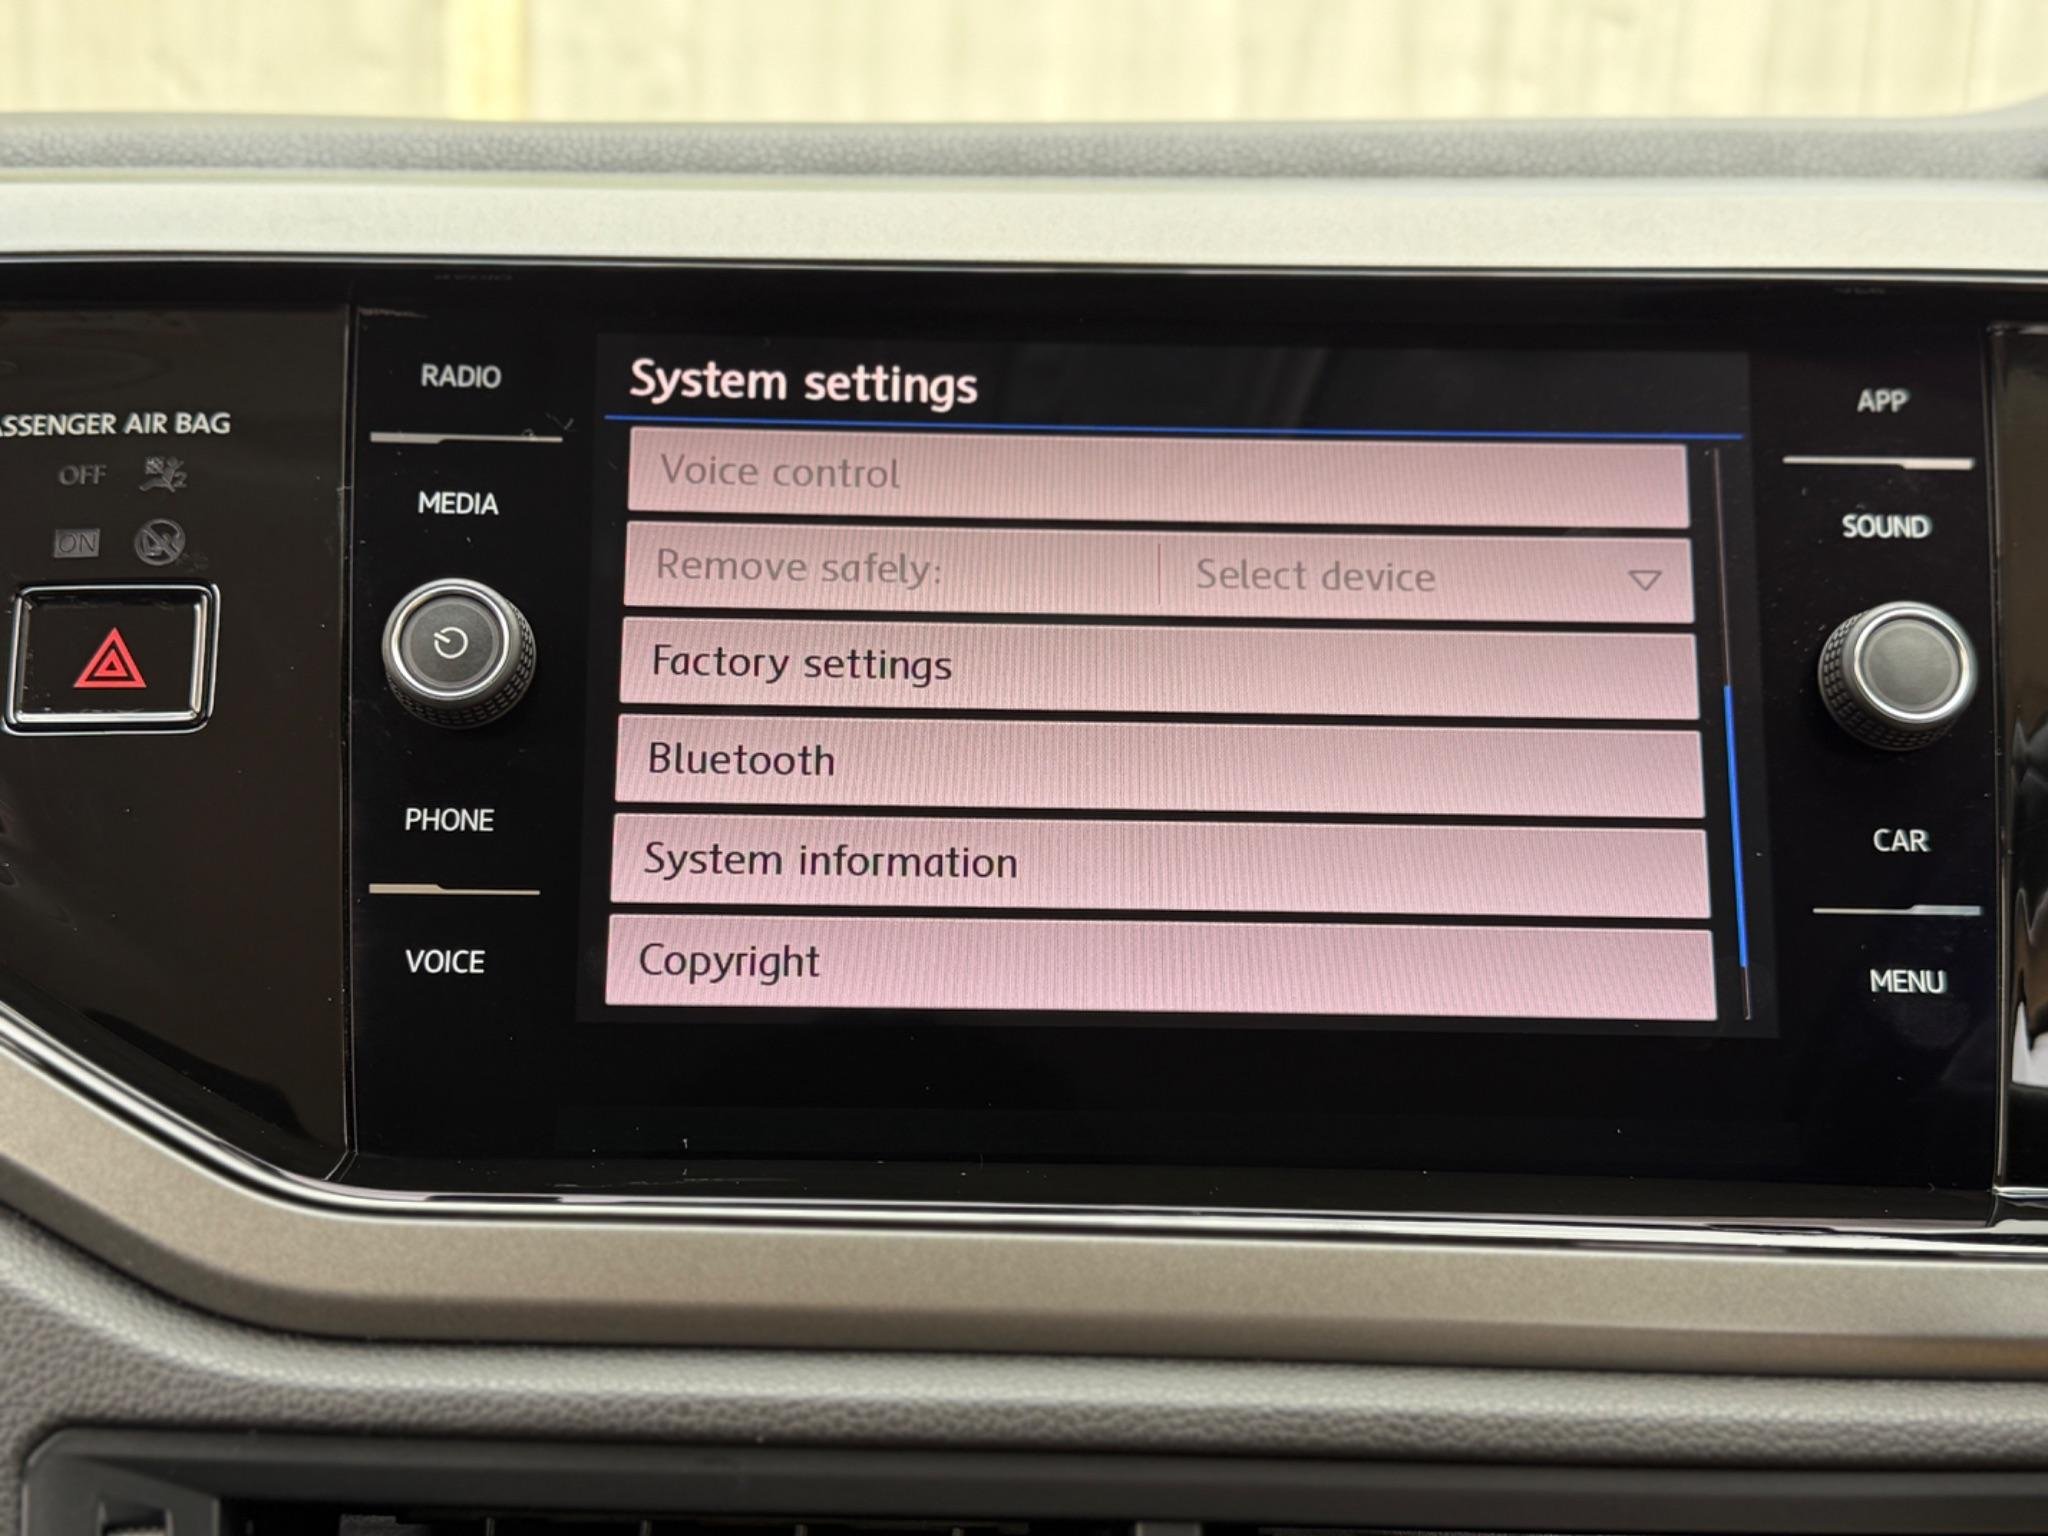 RADIO
MEDIA
PHONE
VOICE
ASSENGER AIR BAG
OFF
ON
System settings
Voice control
Remove safely: Select device
Factory settings
Bluetooth
System information
Copyright
APP
SOUND
CAR
MENU